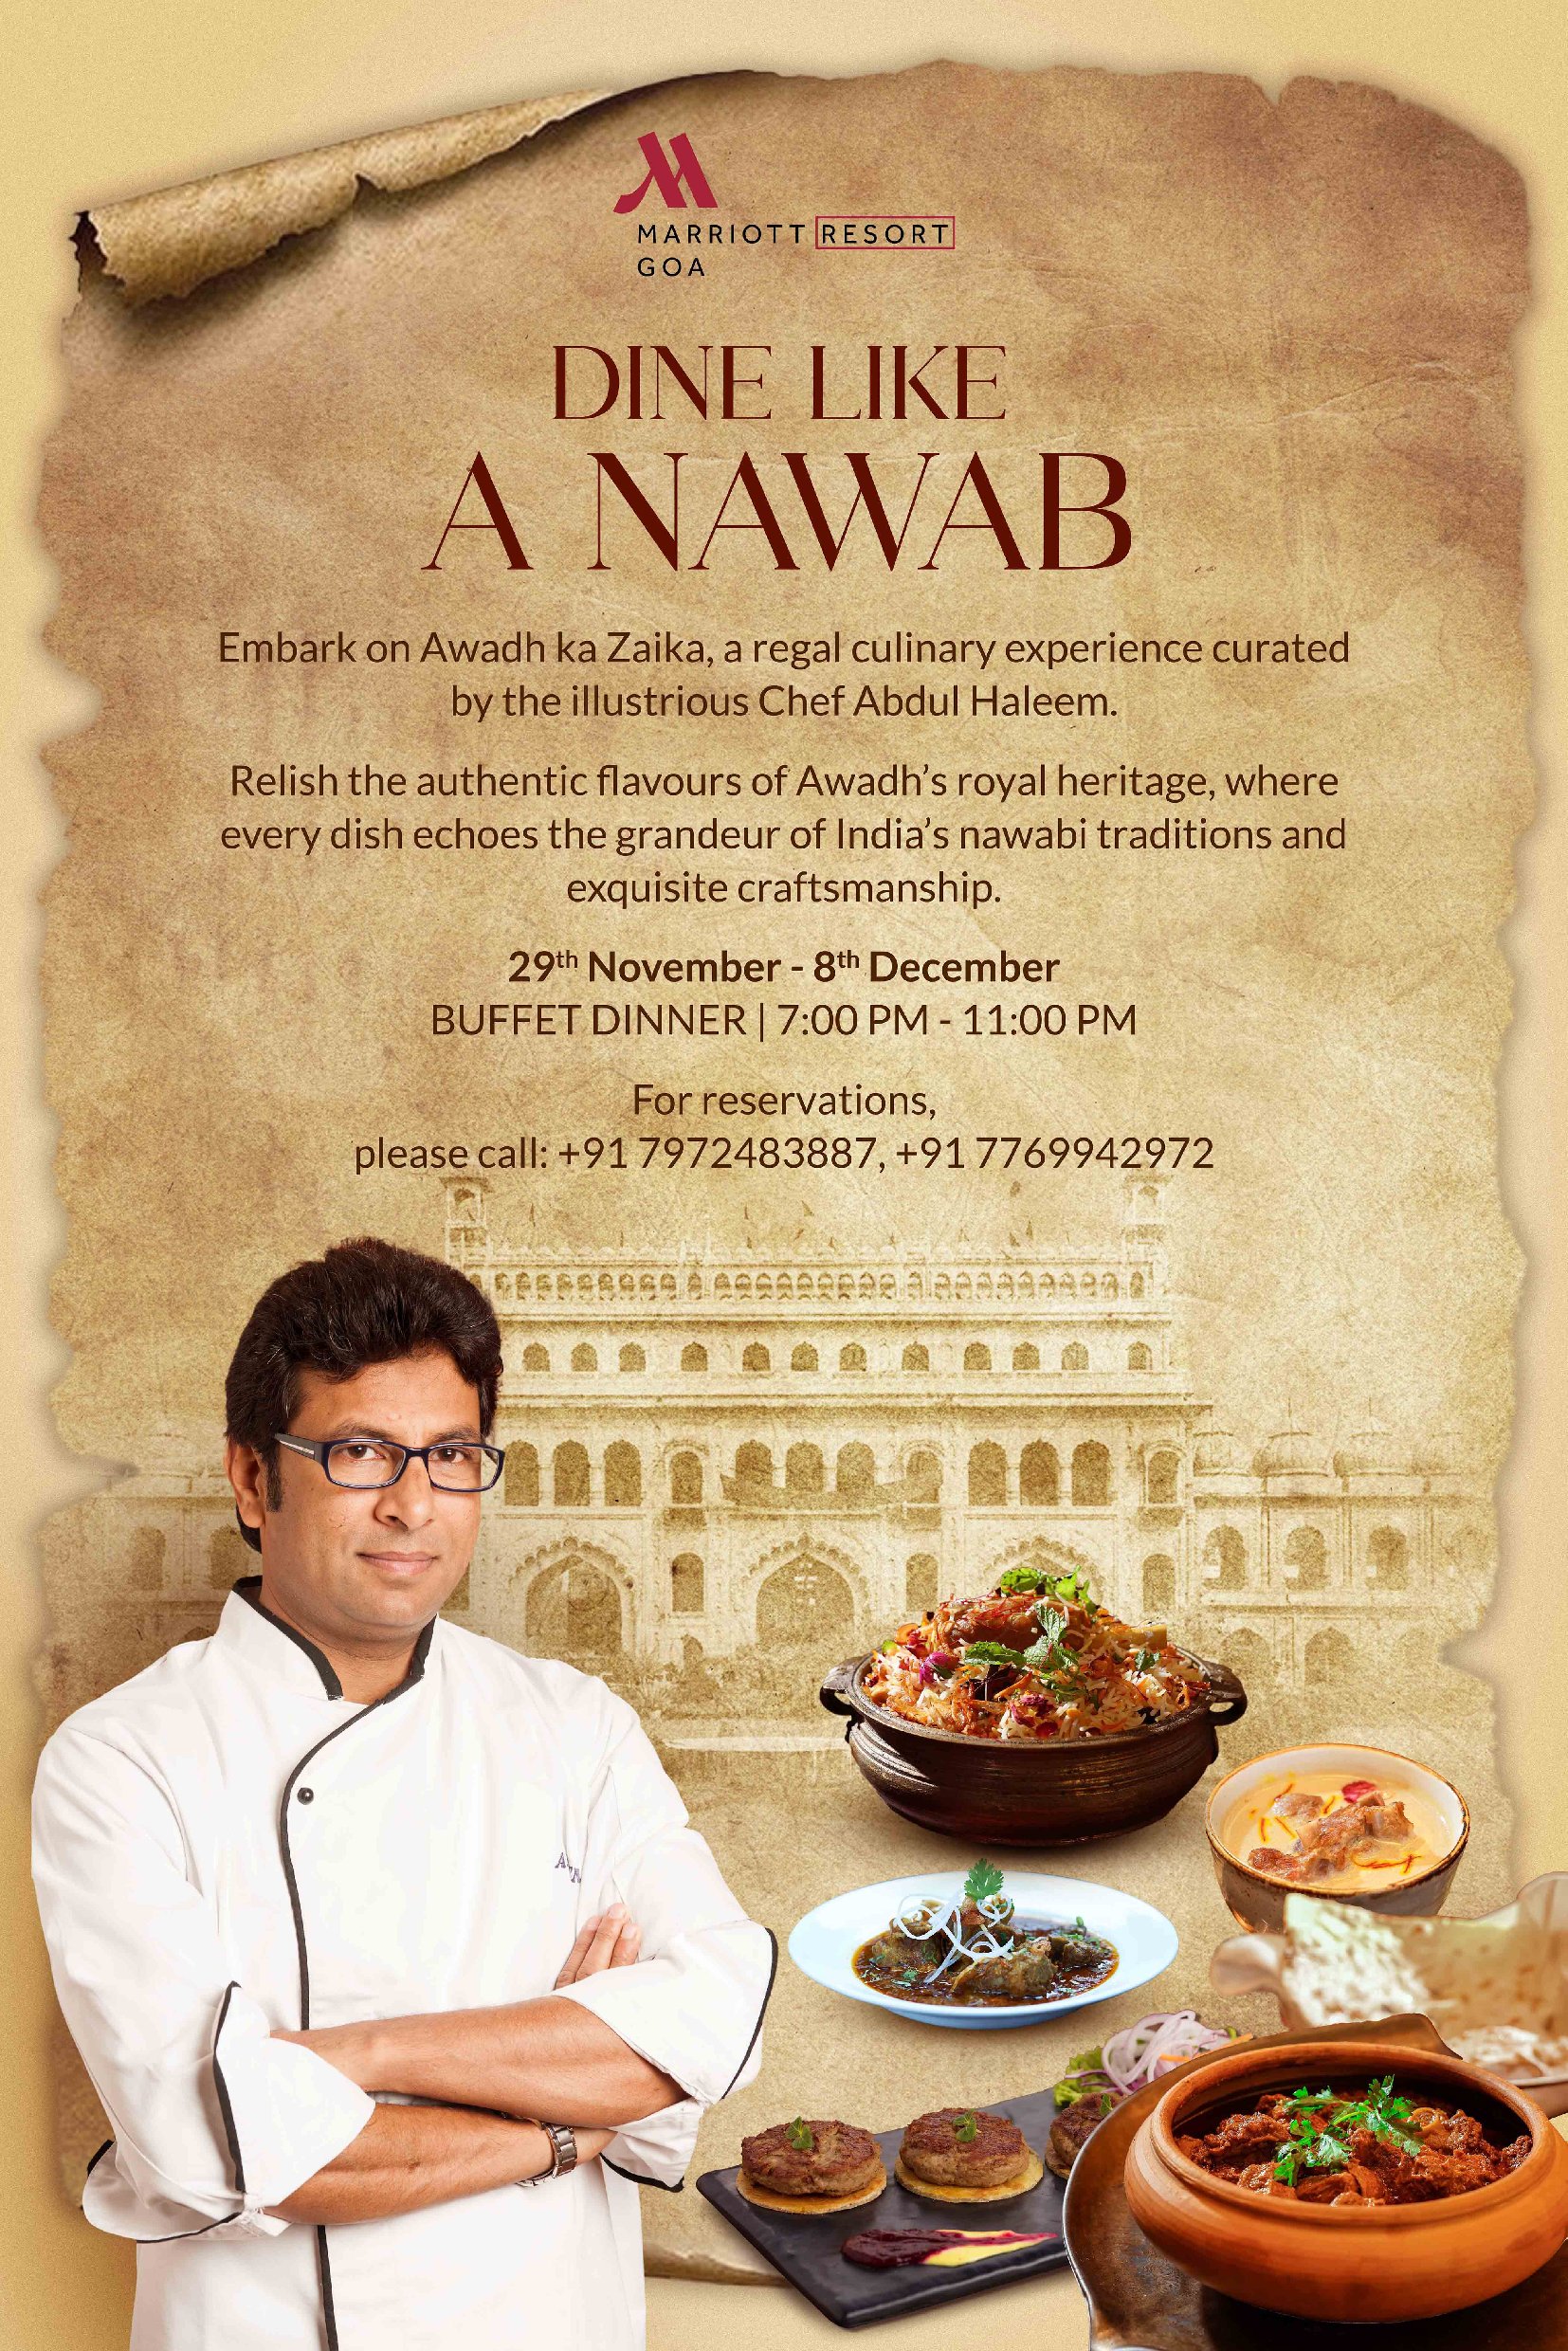 MARRIOTT RESORT
GOA
DINE LIKE
A NAWAB
Embark on Awadh ka Zaika, a regal culinary experience curated
by the illustrious Chef Abdul Haleem.
Relish the authentic flavours of Awadh’s royal heritage, where
every dish echoes the grandeur of India’s nawabi traditions and
exquisite craftsmanship.
29th November - 8th December
BUFFET DINNER | 7:00 PM - 11:00 PM
For reservations,
please call: +91 7972483887, +91 7769942972